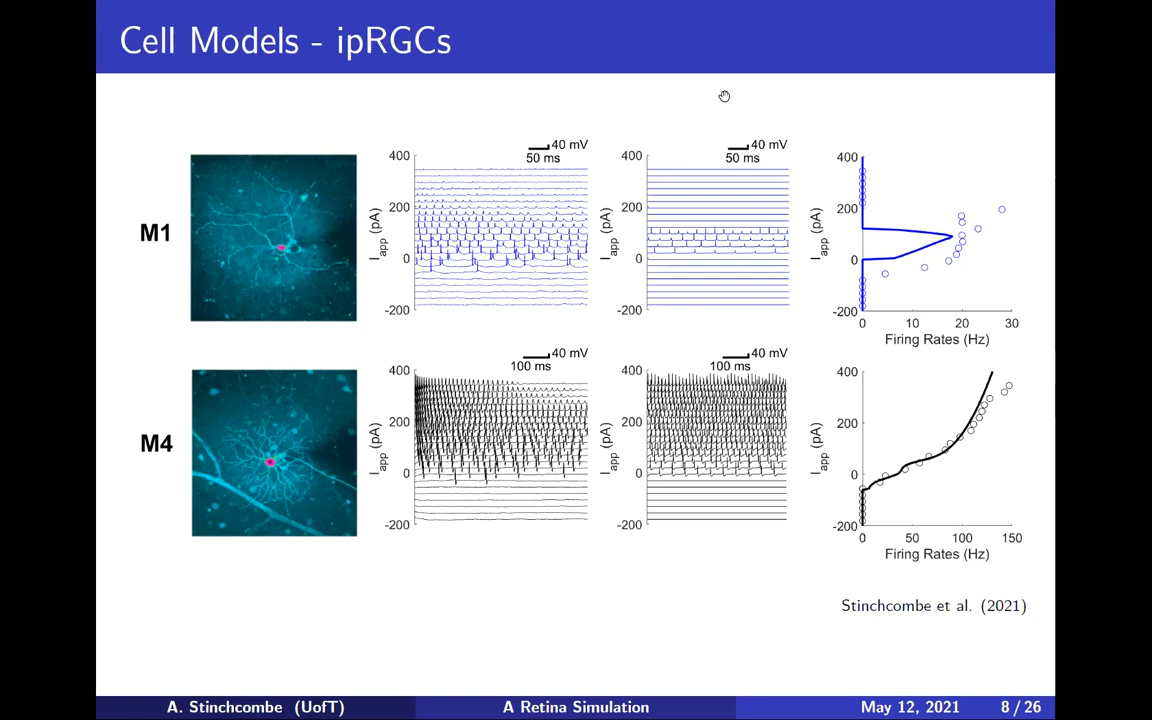 Cell Models - ipRGCs
M1
40 mV
50 ms
400
200
0
-200
I_app (pA)
40 mV
50 ms
400
200
0
-200
I_app (pA)
400
200
0
-200
I_app (pA)
0 10 20 30
Firing Rates (Hz)
M4
40 mV
100 ms
400
200
0
-200
I_app (pA)
40 mV
100 ms
400
200
0
-200
I_app (pA)
400
200
0
-200
I_app (pA)
0 50 100 150
Firing Rates (Hz)
Stinchcombe et al. (2021)
A. Stinchcombe (UofT) A Retina Simulation May 12, 2021 8 / 26